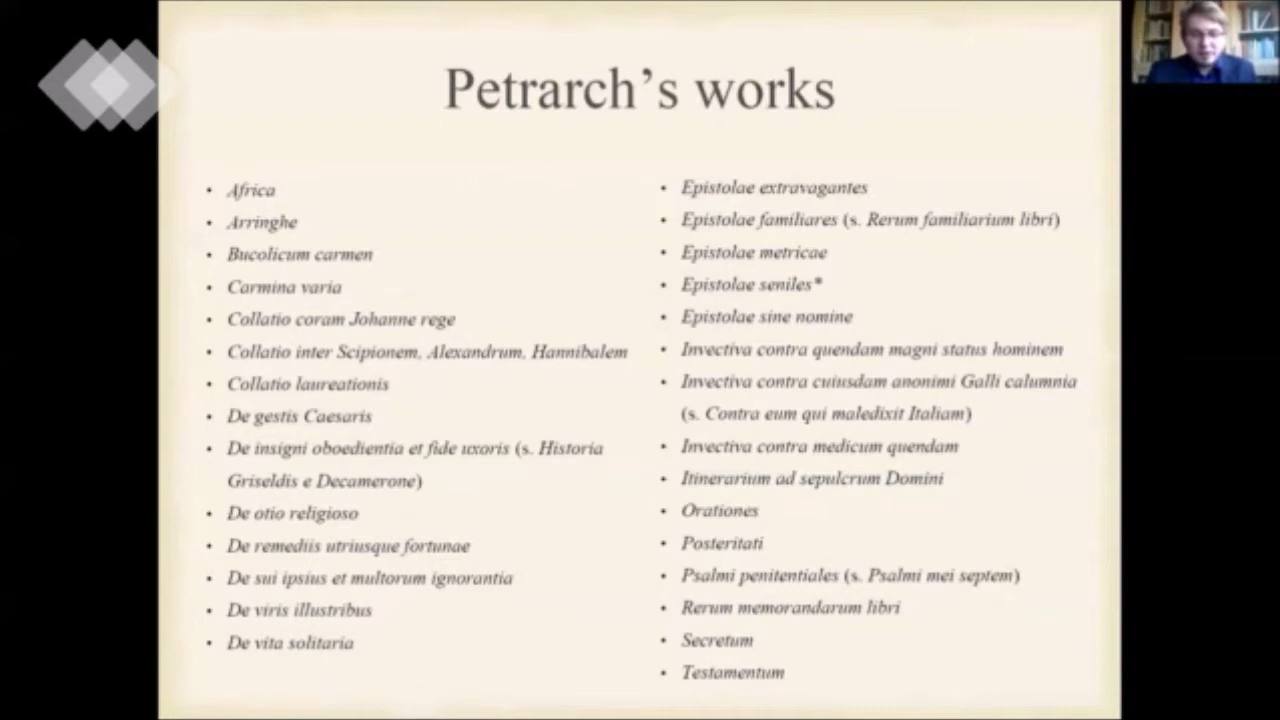 Petrarch's works
• Africa
• Arringhe
• Bucolicum carmen
• Carmina varia
• Collatio coram Johanne rege
• Collatio inter Scipionem, Alexandrum, Hannibalem
• Collatio laureationis
• De gestis Caesaris
• De insigni oboedientia et fide uxoris (s. Historia
Griseldis e Decamerone)
• De otio religioso
• De remediis utriusque fortunae
• De sui ipsius et multorum ignorantia
• De viris illustribus
• De vita solitaria
• Epistolae extravagantes
• Epistolae familiares (s. Rerum familiarium libri)
• Epistolae metricae
• Epistolae seniles*
• Epistolae sine nomine
• Invectiva contra quendam magni status hominem
• Invectiva contra cuiusdam anonimi Galli calumnia
(s. Contra eum qui maledixit Italiam)
• Invectiva contra medicum quendam
• Itinerarium ad sepulcrum Domini
• Orationes
• Posteritati
• Psalmi penitentiales (s. Psalmi mei septem)
• Rerum memorandarum libri
• Secretum
• Testamentum